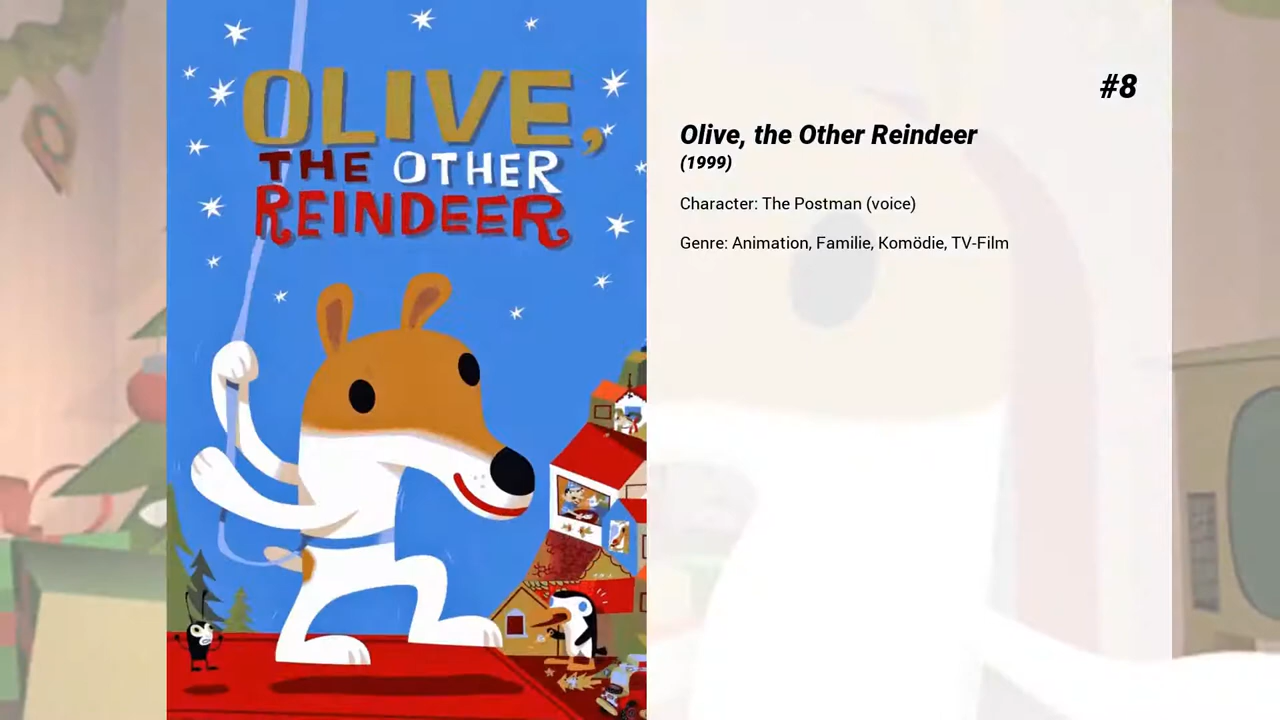 OLIVE,
THE OTHER
REINDEER
#8
Olive, the Other Reindeer
(1999)
Character: The Postman (voice)
Genre: Animation, Familie, Komödie, TV-Film